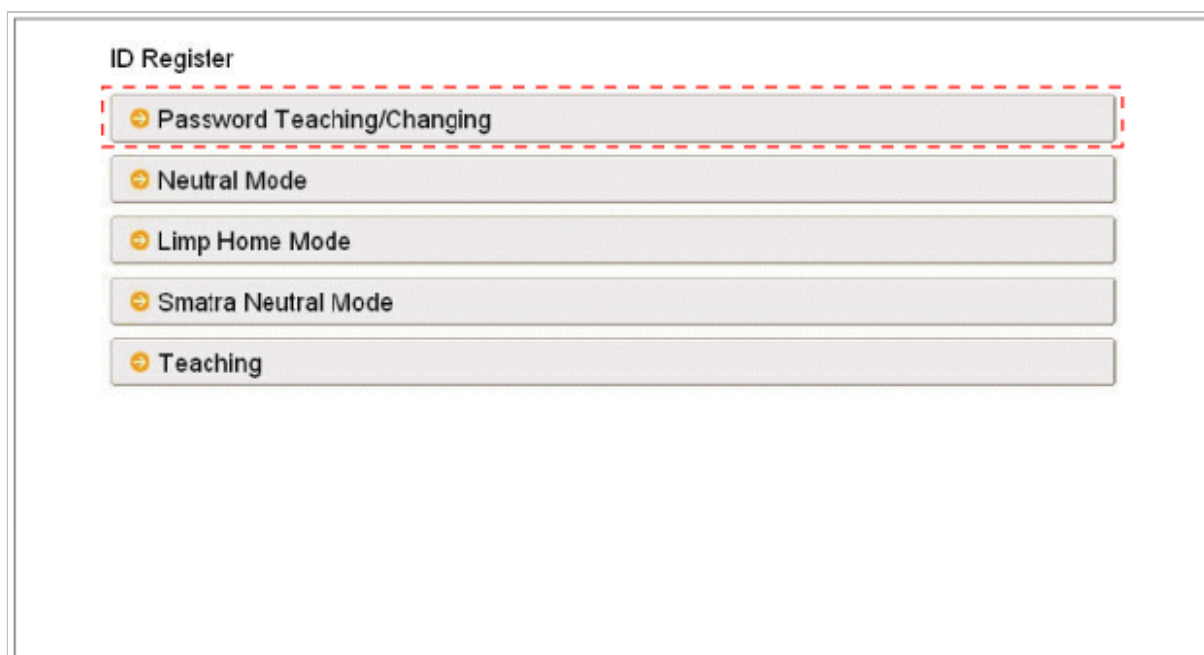 ID Register
Password Teaching/Changing
Neutral Mode
Limp Home Mode
Smatra Neutral Mode
Teaching